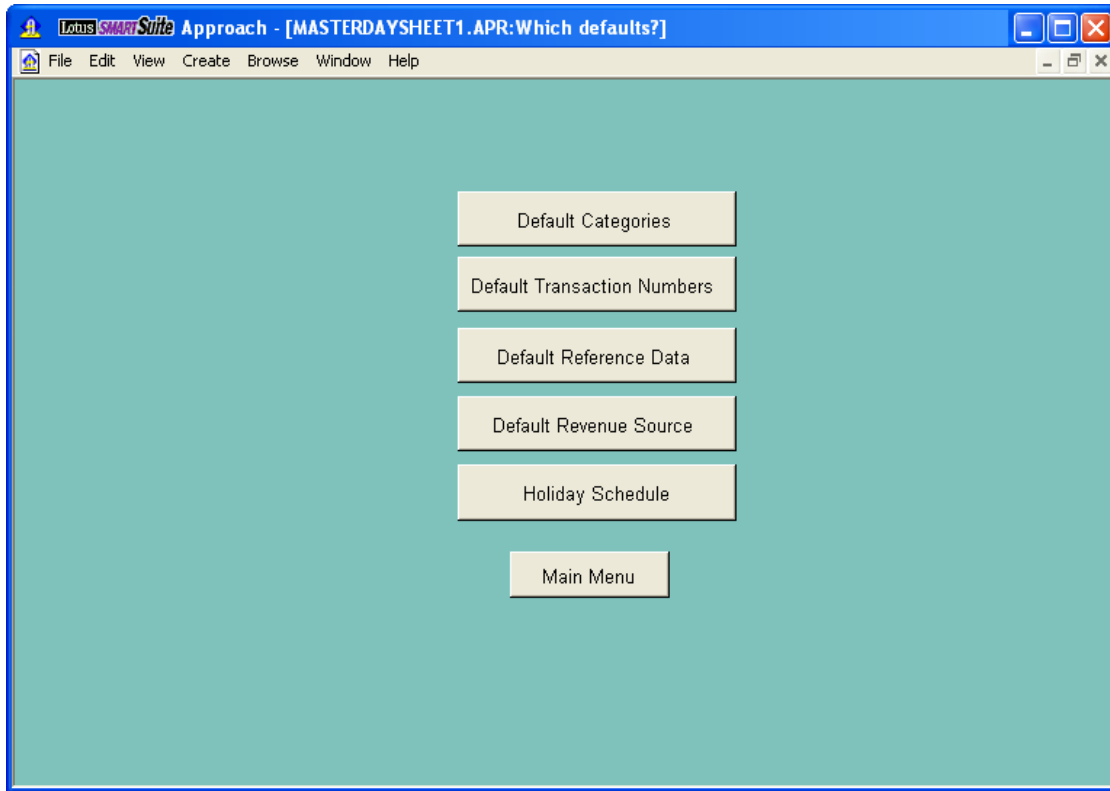 Lotus SMARTSuite Approach - [MASTERDAYSHEET1.APR:Which defaults?]
File Edit View Create Browse Window Help
Default Categories
Default Transaction Numbers
Default Reference Data
Default Revenue Source
Holiday Schedule
Main Menu